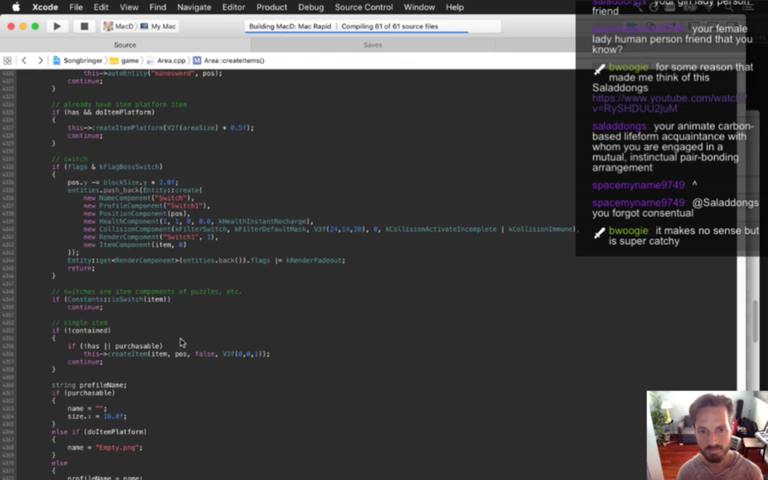 Xcode File Edit View Find Navigate Editor Product Debug Source Control Window Help
MacD My Mac
Building MacD: Mac Rapid | Compiling 61 of 61 source files
Source Saves
Songbringer game Area.cpp Area::createItems()
this->autoEntity("manosword", pos);
continue;
}
// already have item platform item
if (has && doItemPlatform)
{
this->createItemPlatform(V2f(areaSize) * 0.5f);
continue;
}
// switch
if (flags & kFlagBossSwitch)
{
pos.y -= blockSize.y * 2.0f;
entities.push_back(Entity::create(
new NameComponent("Switch"),
new ProfileComponent("Switch1"),
new PositionComponent(pos),
new HealthComponent(1, 1, 0, 0.0, kHealthInstantRecharge),
new CollisionComponent(kFilterSwitch, kFilterDefaultMask, V3f(24,14,20), 0, kCollisionActivateIncomplete | kCollisionImmune),
new RenderComponent("Switch1", 1),
new ItemComponent(item, 0)
));
Entity::get<RenderComponent>(entities.back()).flags |= kRenderFadeout;
return;
}
// switches are item components of puzzles, etc.
if (Constants::isSwitch(item))
continue;
// single item
if (!contained)
{
if (!has || purchasable)
this->createItem(item, pos, false, V3f(0,0,1));
continue;
}
string profileName;
if (purchasable)
{
name = "";
size.x = 16.0f;
}
else if (doItemPlatform)
{
name = "Empty.png";
}
else
{
profileName = name;
friend
your female
lady human person friend that you
know?
bwoogie: for some reason that
made me think of this
Saladdongs
https://www.youtube.com/watch?
v=RySHDUU2juM
saladdongs: your animate carbon-
based lifeform acquaintance with
whom you are engaged in a
mutual, instinctual pair-bonding
arrangement
spacemyname9749: ^
spacemyname9749: @Saladdongs
you forgot consentual
bwoogie: it makes no sense but
is super catchy